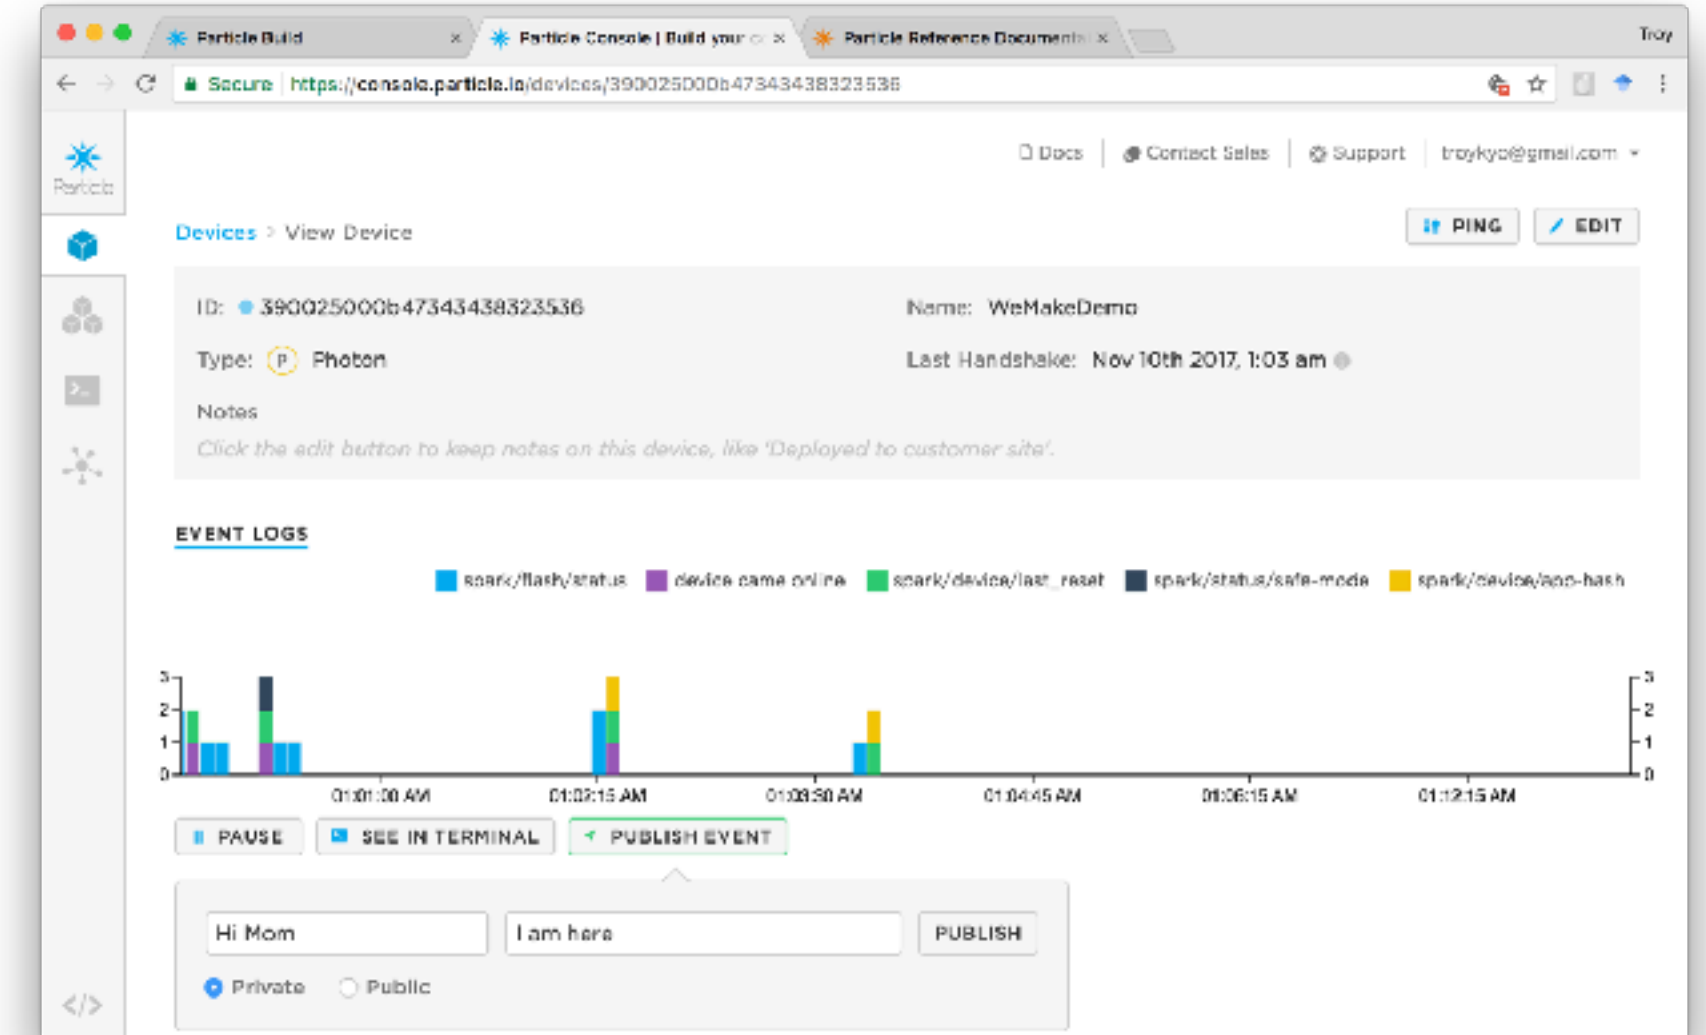 Particle Build × Particle Console | Build your c × Particle Reference Documenta × Troy
Secure https://console.particle.io/devices/390025000b47343438323536
Docs Contact Sales Support troykyo@gmail.com
Particle
Devices > View Device PING EDIT
ID: 390025000b47343438323536 Name: WeMakeDemo
Type: P Photon Last Handshake: Nov 10th 2017, 1:03 am
Notes
Click the edit button to keep notes on this device, like 'Deployed to customer site'.
EVENT LOGS
spark/flash/status device came online spark/device/last_reset spark/status/safe-mode spark/device/app-hash
3 3
2 2
1 1
0 0
01:01:00 AM 01:02:15 AM 01:03:30 AM 01:04:45 AM 01:06:15 AM 01:12:15 AM
PAUSE SEE IN TERMINAL PUBLISH EVENT
Hi Mom I am here PUBLISH
Private Public
</>